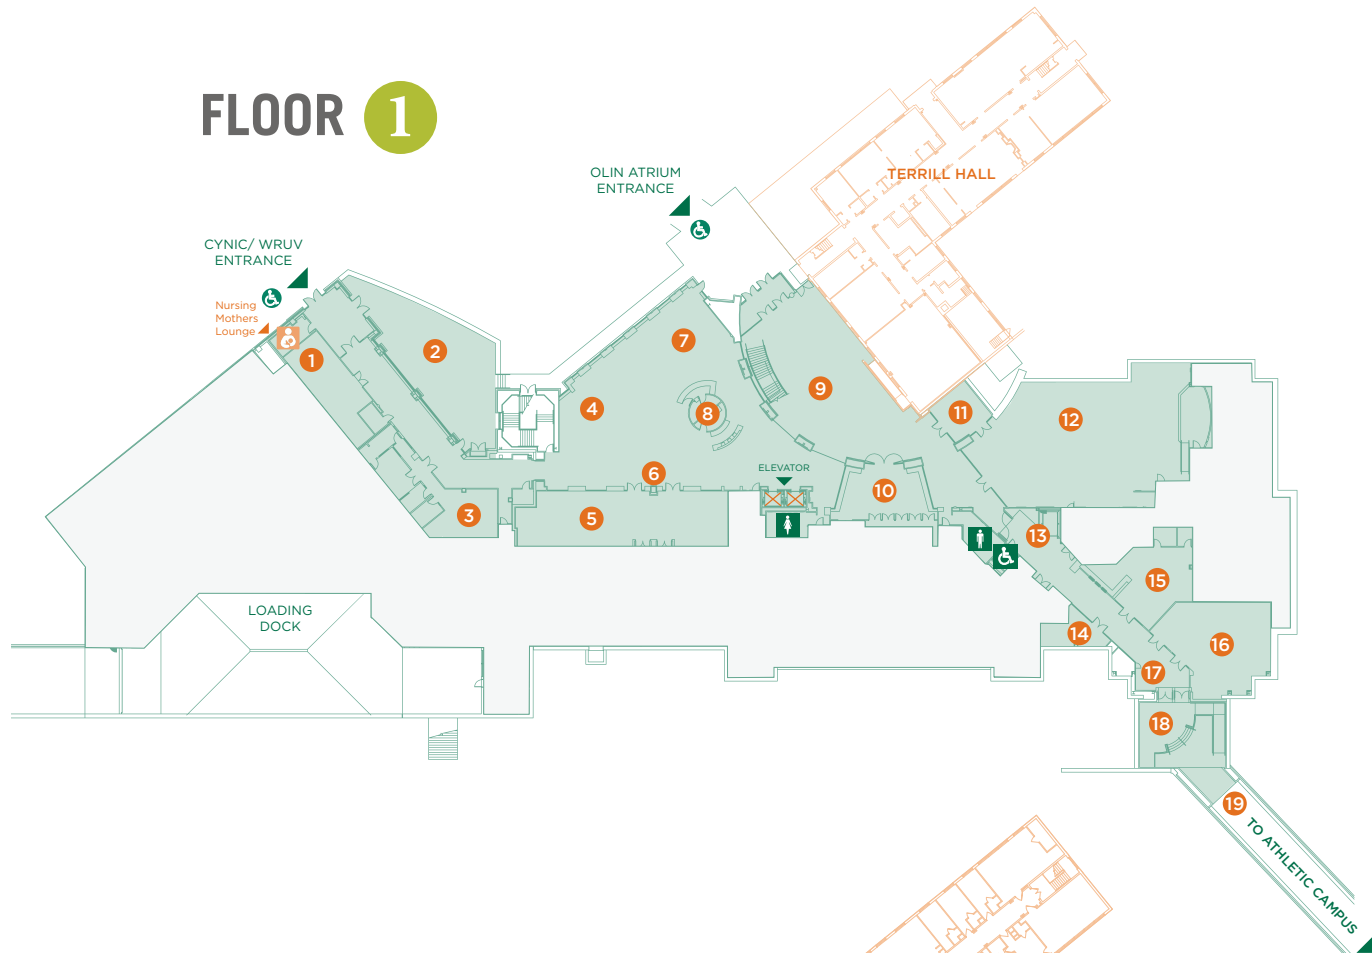 FLOOR 1
OLIN ATRIUM
ENTRANCE
TERRILL HALL
CYNIC/ WRUV
ENTRANCE
Nursing
Mothers
Lounge
1
2
3
4
5
6
7
8
9
ELEVATOR
10
11
12
13
14
15
16
17
18
19
LOADING
DOCK
TO ATHLETIC CAMPUS